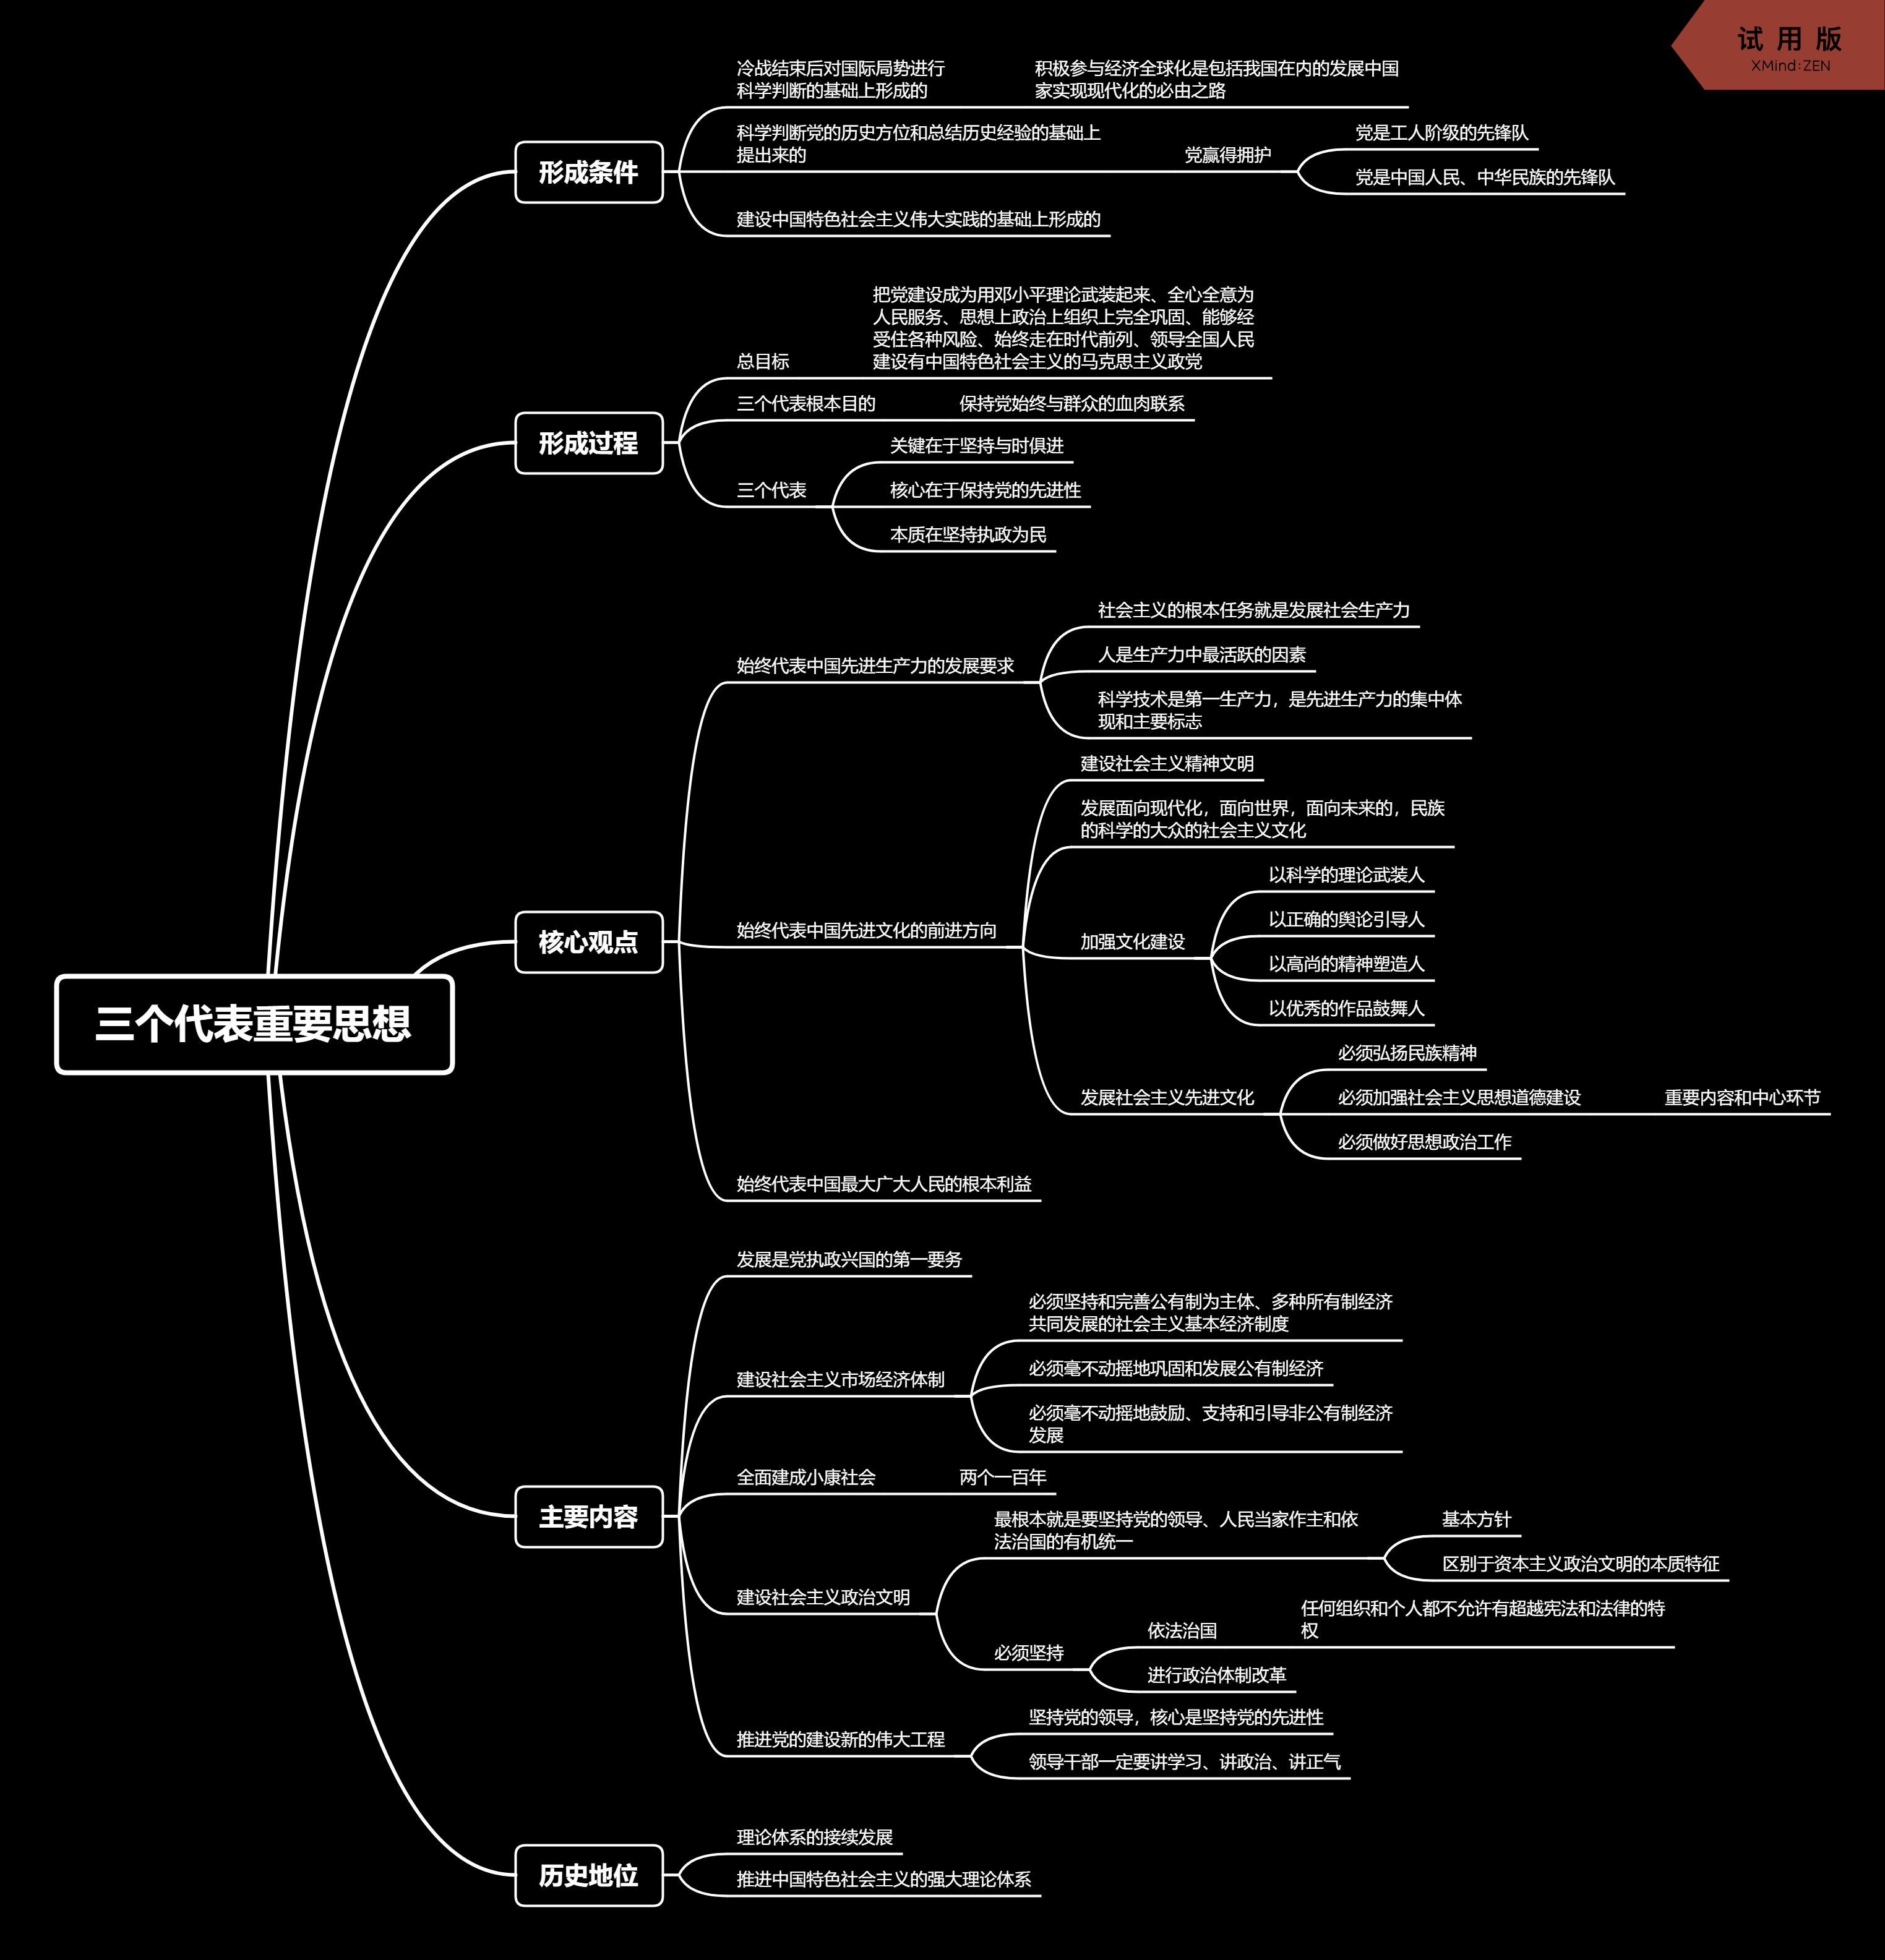 试用版
XMind:ZEN
三个代表重要思想
形成条件
冷战结束后对国际局势进行
科学判断的基础上形成的
积极参与经济全球化是包括我国在内的发展中国
家实现现代化的必由之路
科学判断党的历史方位和总结历史经验的基础上
提出来的
党赢得拥护
党是工人阶级的先锋队
党是中国人民、中华民族的先锋队
建设中国特色社会主义伟大实践的基础上形成的
形成过程
总目标
把党建设成为用邓小平理论武装起来、全心全意为
人民服务、思想上政治上组织上完全巩固、能够经
受住各种风险、始终走在时代前列、领导全国人民
建设有中国特色社会主义的马克思主义政党
三个代表根本目的
保持党始终与群众的血肉联系
三个代表
关键在于坚持与时俱进
核心在于保持党的先进性
本质在坚持执政为民
核心观点
始终代表中国先进生产力的发展要求
社会主义的根本任务就是发展社会生产力
人是生产力中最活跃的因素
科学技术是第一生产力，是先进生产力的集中体
现和主要标志
始终代表中国先进文化的前进方向
建设社会主义精神文明
发展面向现代化，面向世界，面向未来的，民族
的科学的大众的社会主义文化
加强文化建设
以科学的理论武装人
以正确的舆论引导人
以高尚的精神塑造人
以优秀的作品鼓舞人
发展社会主义先进文化
必须弘扬民族精神
必须加强社会主义思想道德建设
重要内容和中心环节
必须做好思想政治工作
始终代表中国最大广大人民的根本利益
主要内容
发展是党执政兴国的第一要务
建设社会主义市场经济体制
必须坚持和完善公有制为主体、多种所有制经济
共同发展的社会主义基本经济制度
必须毫不动摇地巩固和发展公有制经济
必须毫不动摇地鼓励、支持和引导非公有制经济
发展
全面建成小康社会
两个一百年
建设社会主义政治文明
最根本就是要坚持党的领导、人民当家作主和依
法治国的有机统一
基本方针
区别于资本主义政治文明的本质特征
必须坚持
依法治国
任何组织和个人都不允许有超越宪法和法律的特
权
进行政治体制改革
推进党的建设新的伟大工程
坚持党的领导，核心是坚持党的先进性
领导干部一定要讲学习、讲政治、讲正气
历史地位
理论体系的接续发展
推进中国特色社会主义的强大理论体系